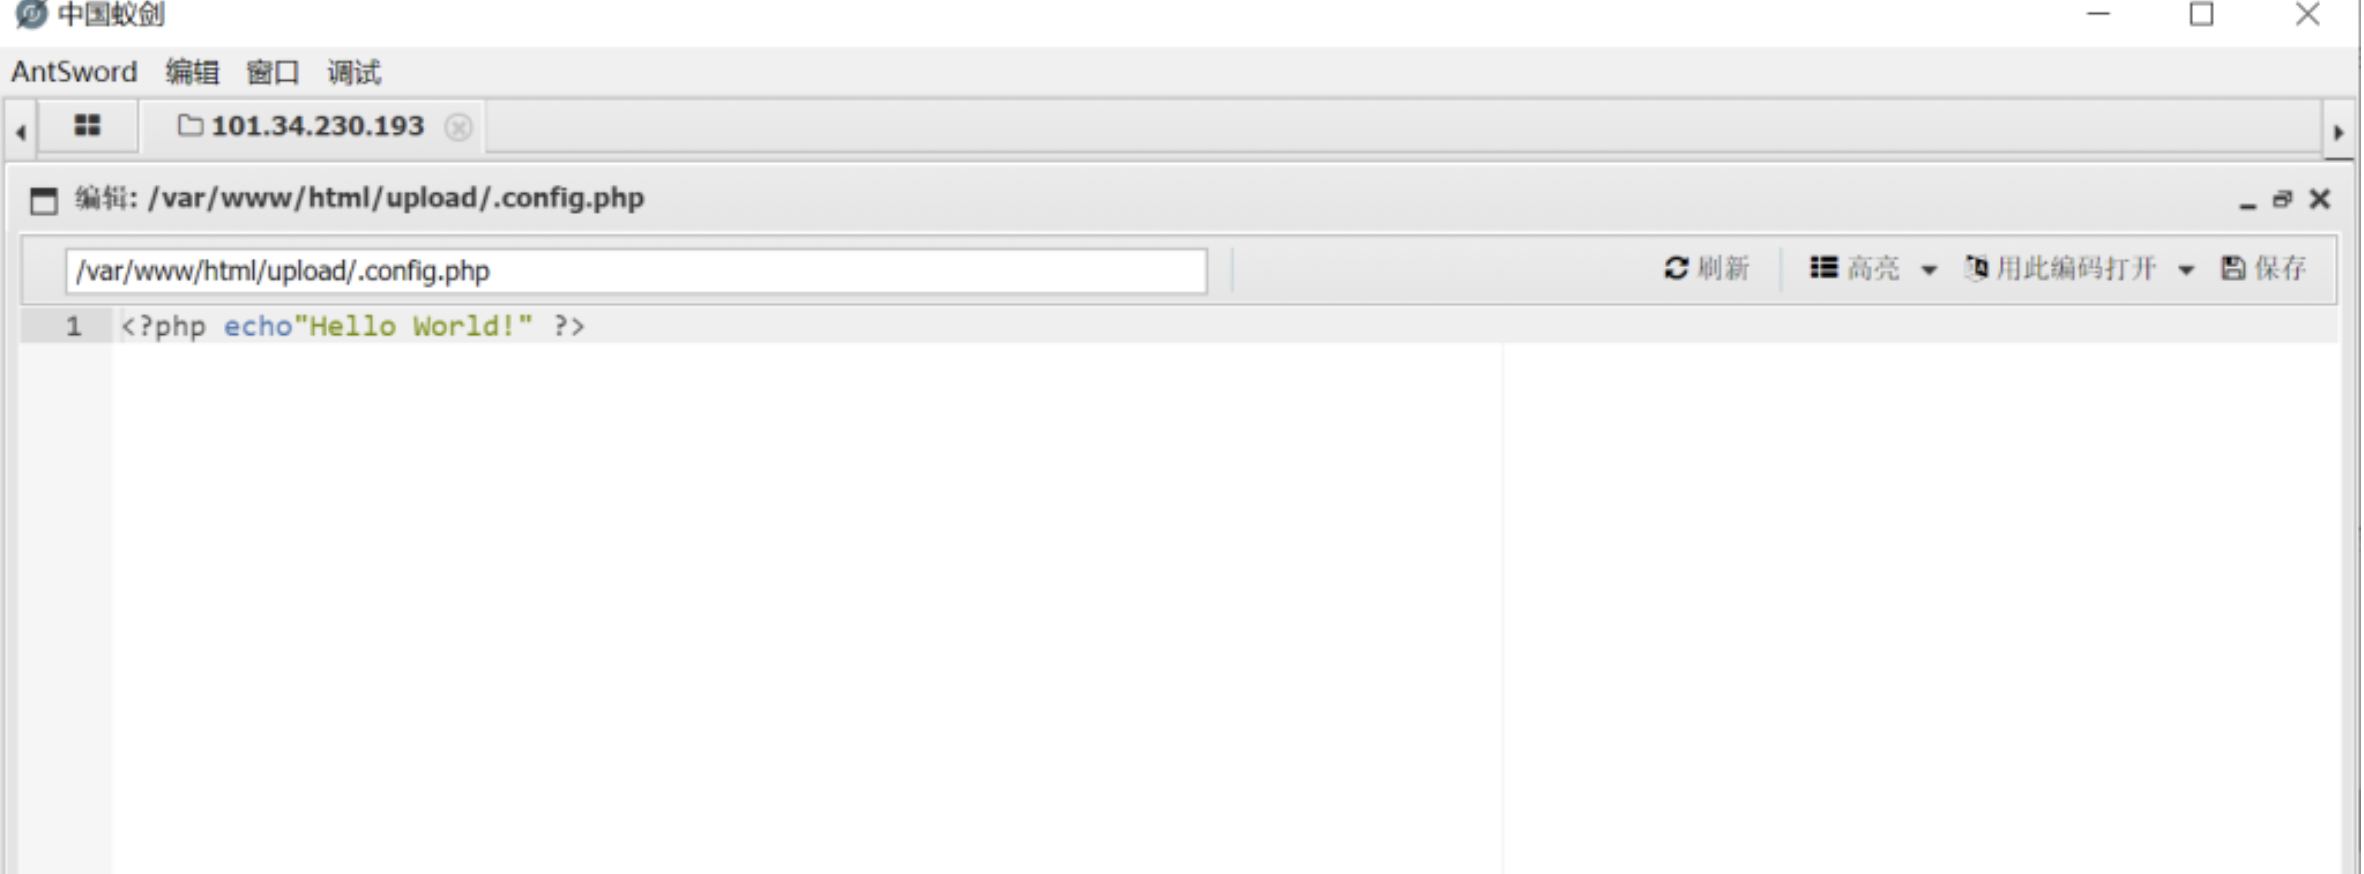 中国蚁剑
AntSword 编辑 窗口 调试
101.34.230.193
编辑: /var/www/html/upload/.config.php
/var/www/html/upload/.config.php 刷新 高亮 用此编码打开 保存
1 <?php echo"Hello World!" ?>